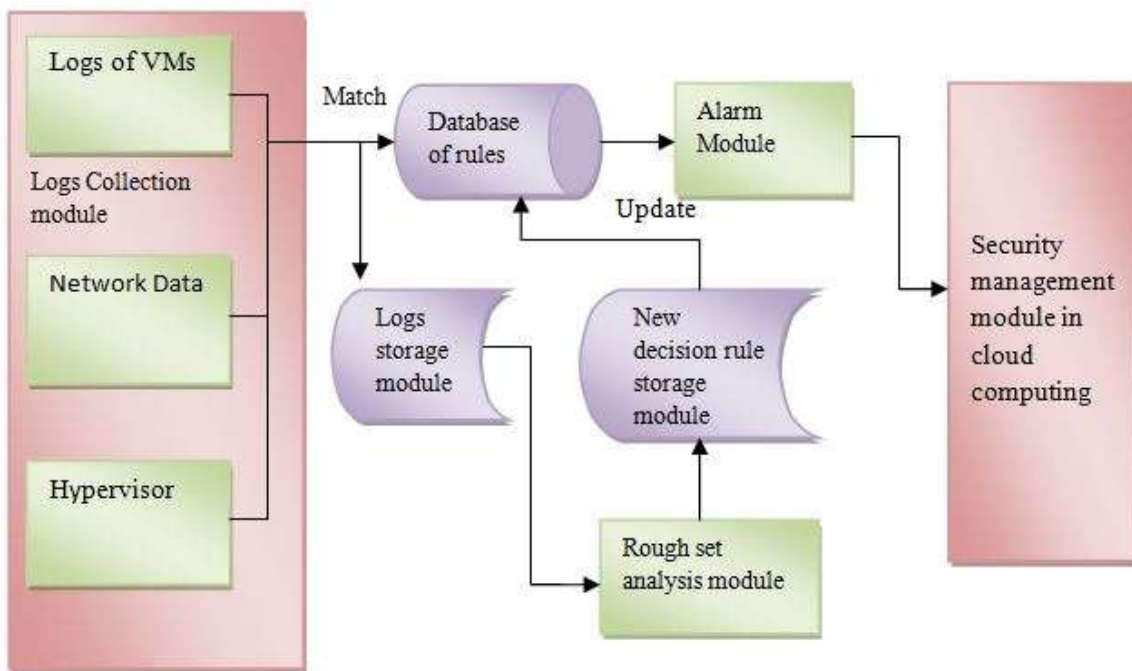 Logs of VMs
Logs Collection
module
Network Data
Hypervisor
Match
Database
of rules
Alarm
Module
Update
Logs
storage
module
New
decision rule
storage
module
Rough set
analysis module
Security
management
module in
cloud
computing